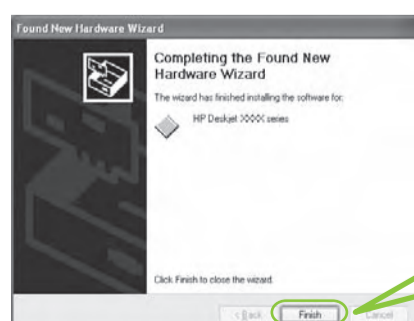 Found New Hardware Wizard
Completing the Found New
Hardware Wizard
The wizard has finished installing the software for:
HP Deskjet XXXX series
Click Finish to close the wizard.
< Back Finish Cancel